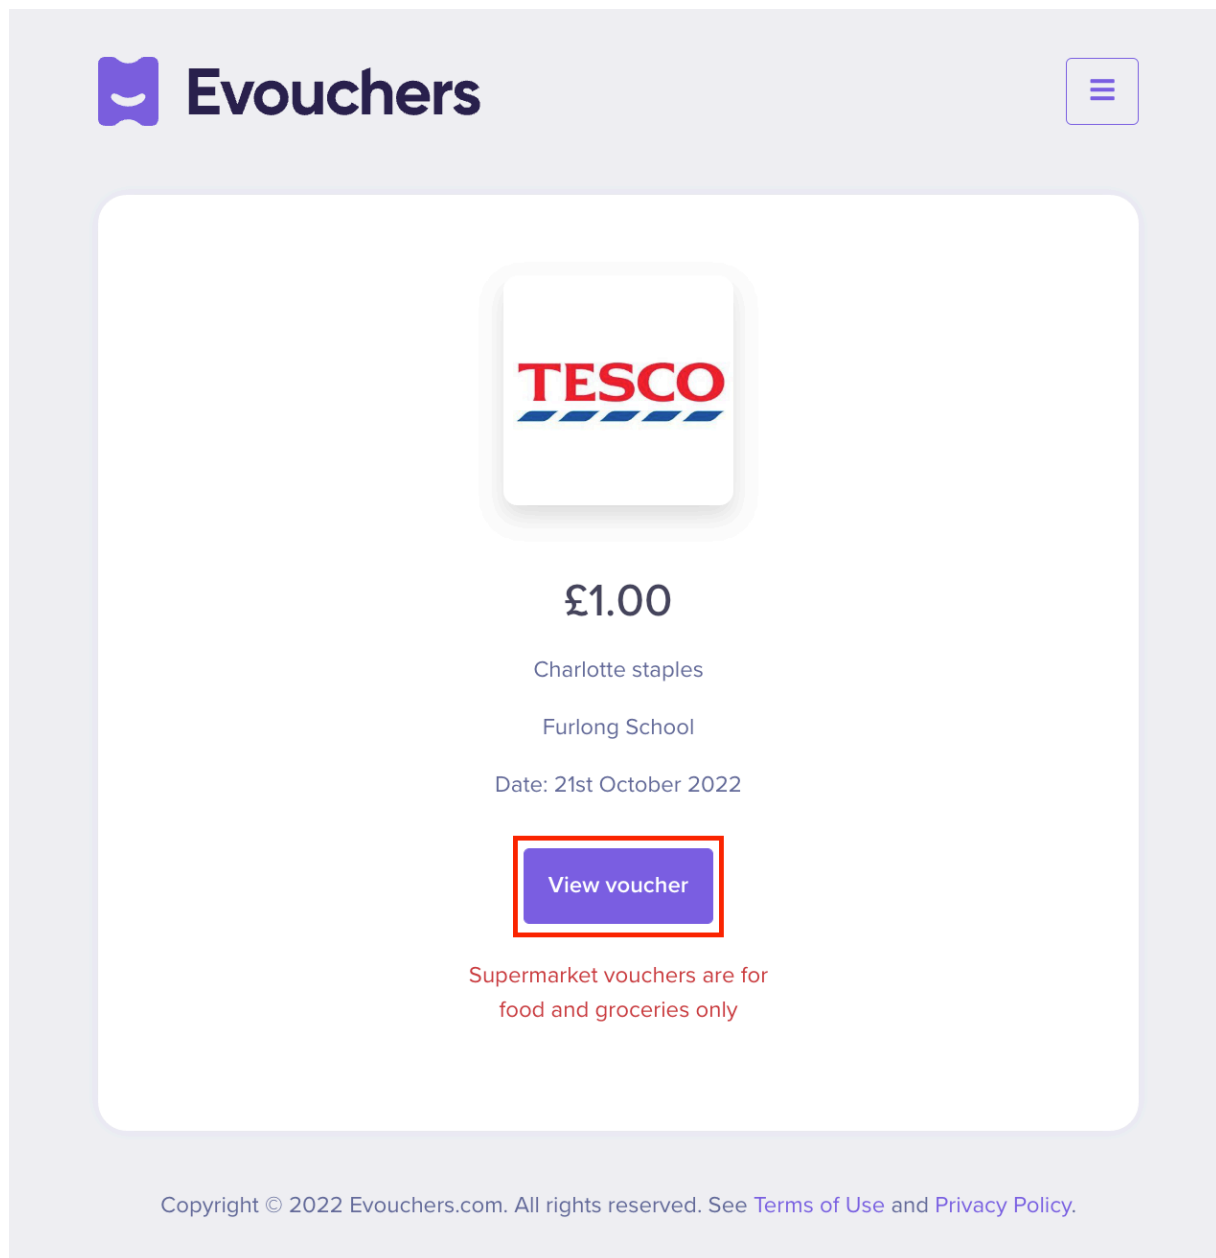 Evouchers
TESCO
£1.00
Charlotte staples
Furlong School
Date: 21st October 2022
View voucher
Supermarket vouchers are for
food and groceries only
Copyright © 2022 Evouchers.com. All rights reserved. See Terms of Use and Privacy Policy.